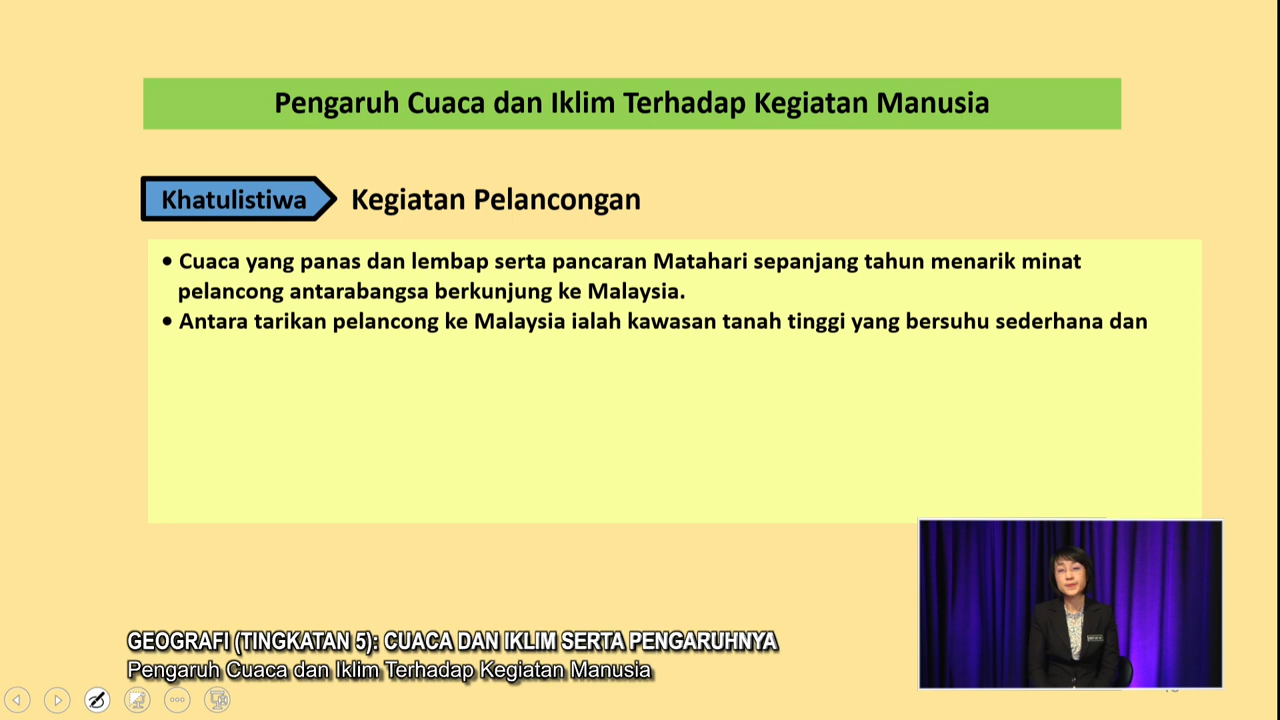 Pengaruh Cuaca dan Iklim Terhadap Kegiatan Manusia
Khatulistiwa
Kegiatan Pelancongan
• Cuaca yang panas dan lembap serta pancaran Matahari sepanjang tahun menarik minat
pelancong antarabangsa berkunjung ke Malaysia.
• Antara tarikan pelancong ke Malaysia ialah kawasan tanah tinggi yang bersuhu sederhana dan
GEOGRAFI (TINGKATAN 5): CUACA DAN IKLIM SERTA PENGARUHNYA
Pengaruh Cuaca dan Iklim Terhadap Kegiatan Manusia